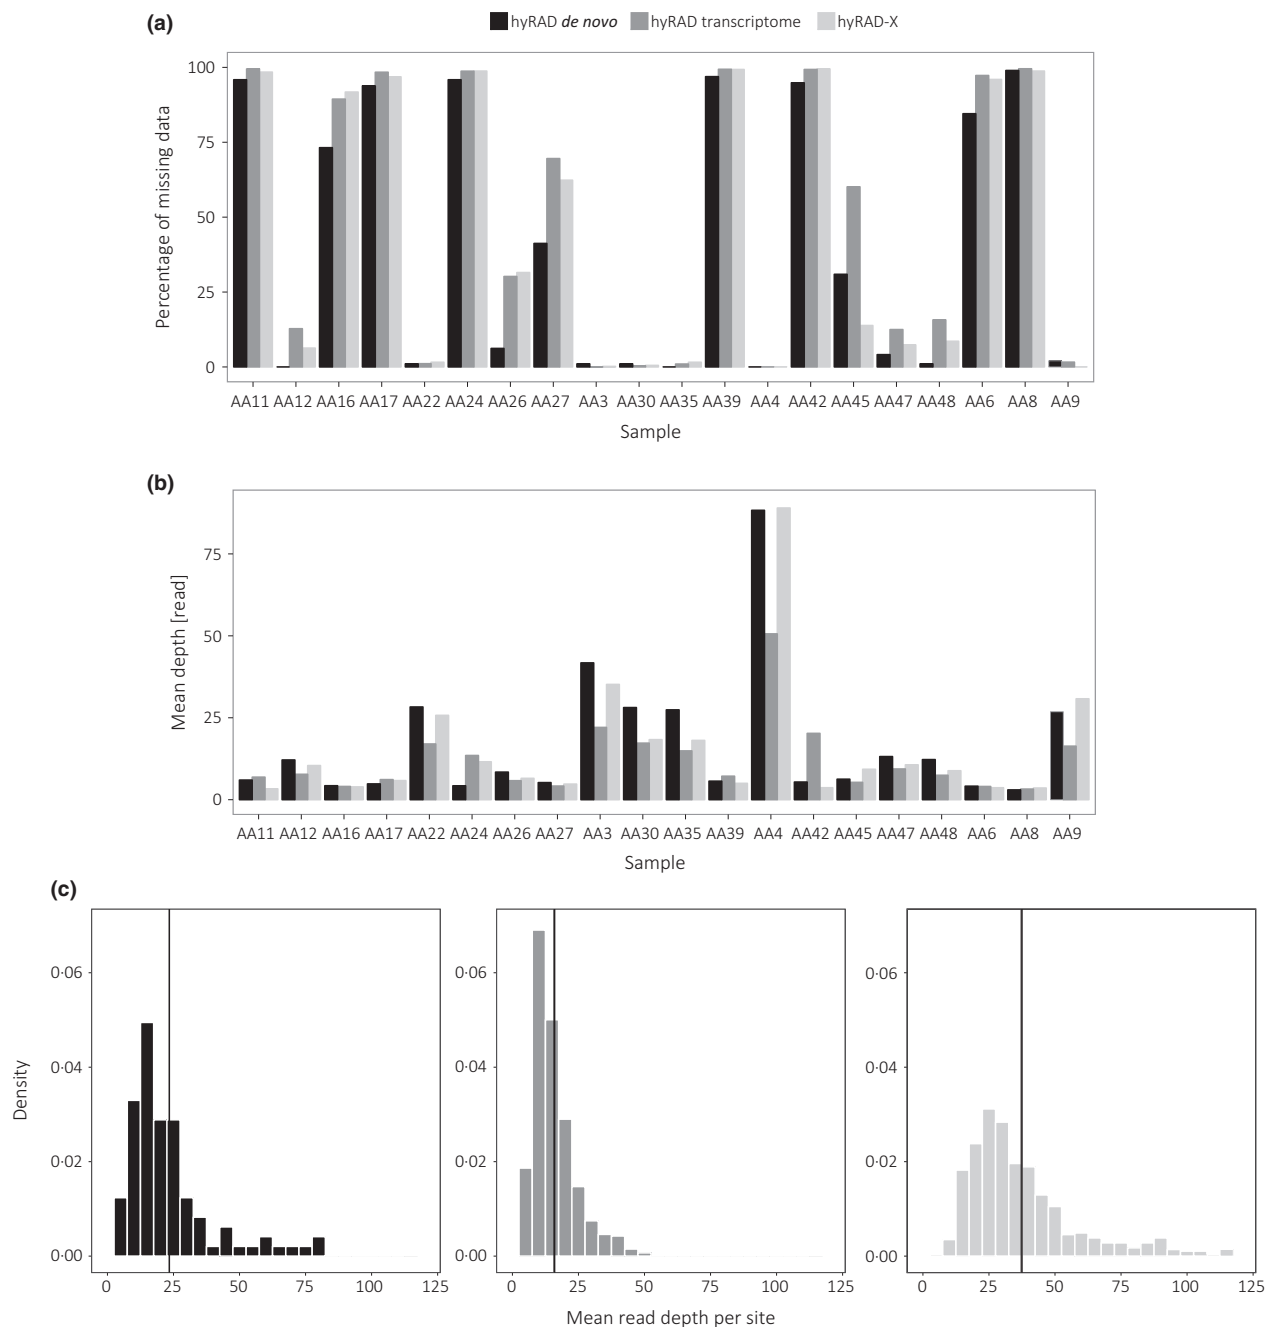 (a)
hyRAD de novo hyRAD transcriptome hyRAD-X
100
75
50
25
0
Percentage of missing data
AA11 AA12 AA16 AA17 AA22 AA24 AA26 AA27 AA3 AA30 AA35 AA39 AA4 AA42 AA45 AA47 AA48 AA6 AA8 AA9
Sample
(b)
75
50
25
0
Mean depth [read]
AA11 AA12 AA16 AA17 AA22 AA24 AA26 AA27 AA3 AA30 AA35 AA39 AA4 AA42 AA45 AA47 AA48 AA6 AA8 AA9
Sample
(c)
Density
0·06 0·06 0·06
0·04 0·04 0·04
0·02 0·02 0·02
0·00 0·00 0·00
0 25 50 75 100 125 0 25 50 75 100 125 0 25 50 75 100 125
Mean read depth per site